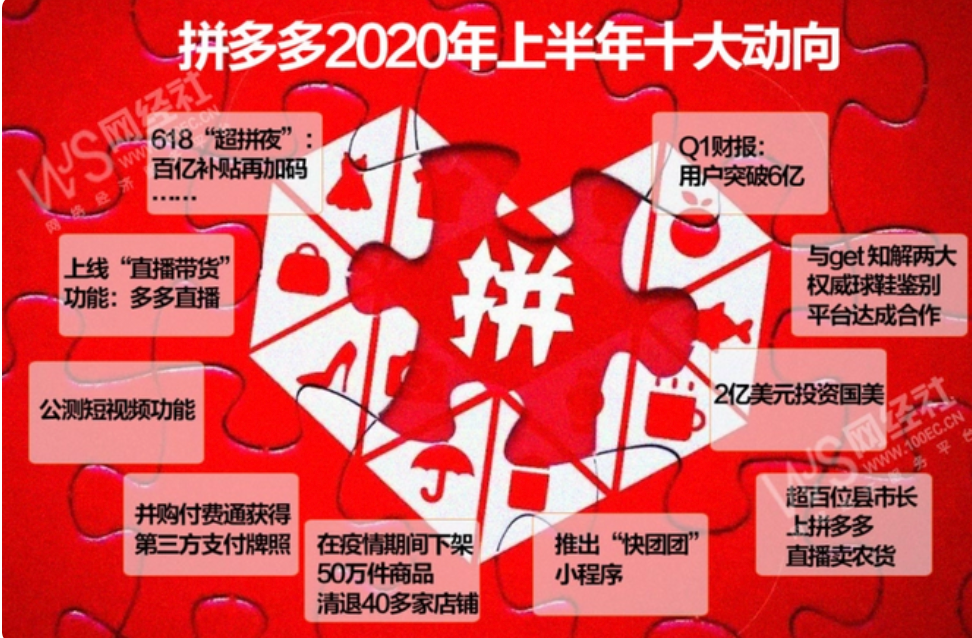 拼多多2020年上半年十大动向
618“超拼夜”：
百亿补贴再加码
……
Q1财报：
用户突破6亿
上线“直播带货”
功能：多多直播
与get 知解两大
权威球鞋鉴别
平台达成合作
公测短视频功能
2亿美元投资国美
并购付费通获得
第三方支付牌照
在疫情期间下架
50万件商品
清退40多家店铺
推出“快团团”
小程序
超百位县市长
上拼多多
直播卖农货
拼
网经社
WWW.100EC.CN
网络经济
网经社
WWW.100EC.CN